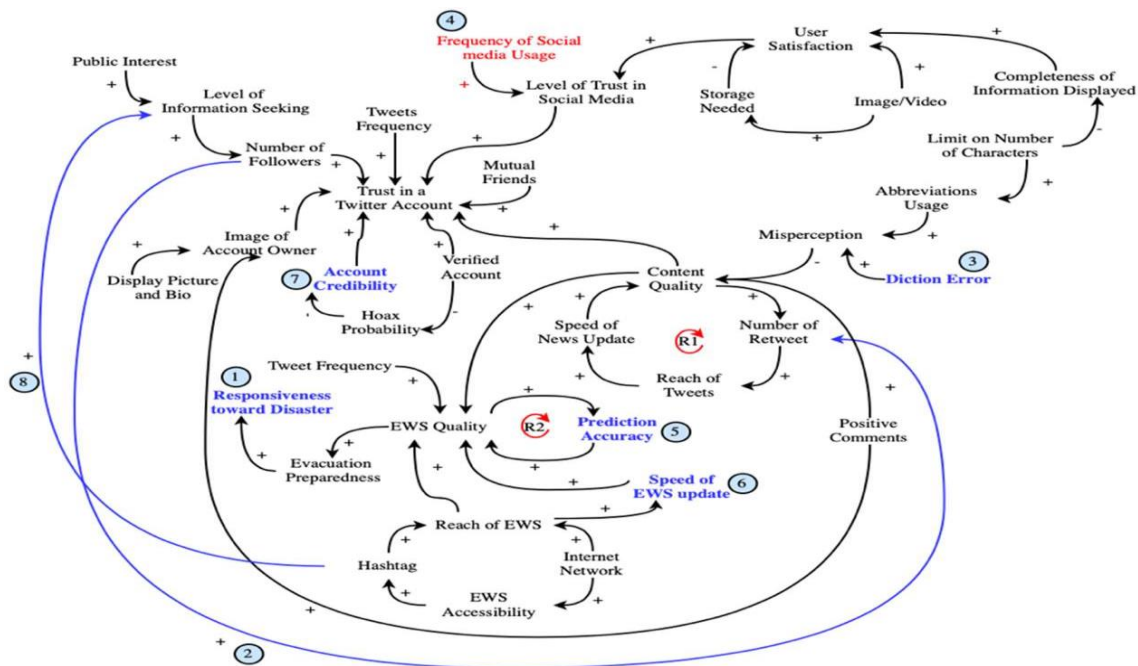 4
Frequency of Social
media Usage
+
User
Satisfaction
+
+
Public Interest
+
Level of
Information Seeking
+
Tweets
Frequency
+
Level of Trust in
Social Media
+
-
Storage
Needed
+
Image/Video
+
Completeness of
Information Displayed
-
Limit on Number
of Characters
+
Number of
Followers
+
Mutual
Friends
+
Trust in a
Twitter Account
Abbreviations
Usage
+
+
Image of
Account Owner
+
Display Picture
and Bio
+
7
Account
Credibility
+
Verified
Account
-
Hoax
Probability
-
+
Content
Quality
Misperception
-
+
3
Diction Error
+
Speed of
News Update
+
R1
+
Number of
Retweet
+
Reach of
Tweets
+
8
+
1
Responsiveness
toward Disaster
Tweet Frequency
+
EWS Quality
+
R2
+
Prediction
Accuracy
5
+
Positive
Comments
+
Evacuation
Preparedness
+
+
+
Speed of
EWS update
6
Reach of EWS
+
+
Hashtag
+
Internet
Network
+
EWS
Accessibility
+
+
+
2